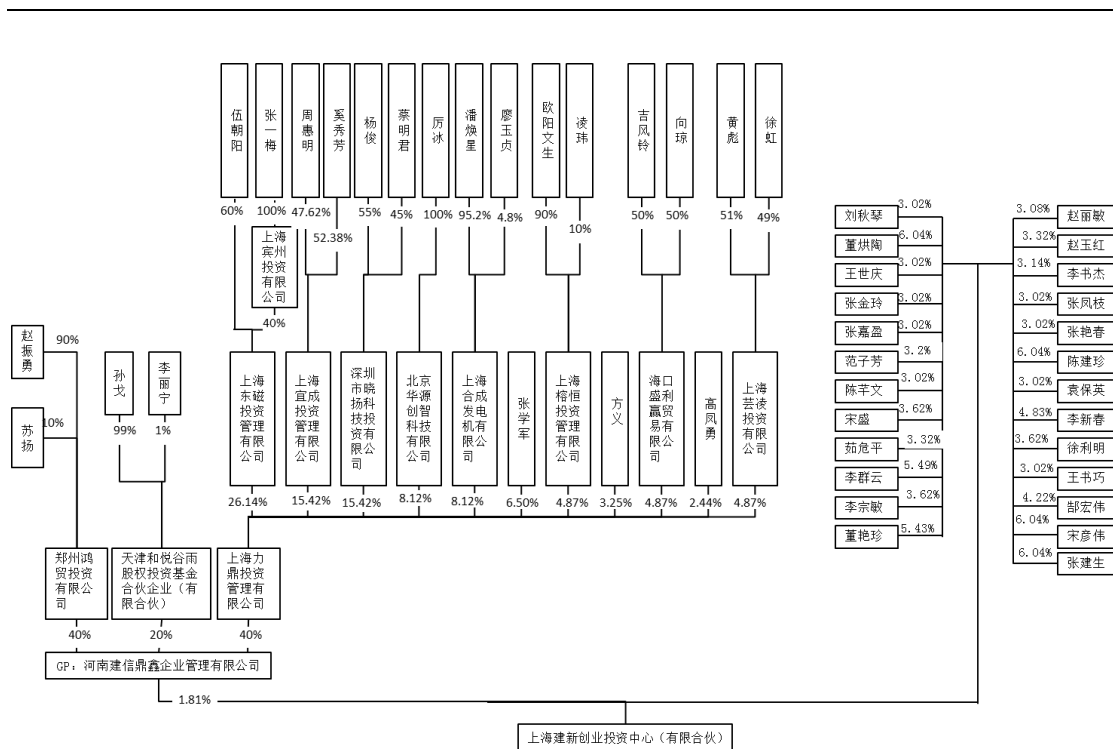 伍朝阳
张一梅
周惠明
奚秀芳
杨俊
蔡明君
厉冰
潘焕星
廖玉贞
欧阳文生
凌玮
吉风铃
向琼
黄彪
徐虹
60%
100%
47.62%
52.38%
55%
45%
100%
95.2%
4.8%
90%
10%
50%
50%
51%
49%
上海
宾州
投资
有限
公司
40%
赵振勇
90%
苏扬
10%
孙戈
99%
李丽宁
1%
上海
东磁
投资
管理
有限
公司
上海
宜成
投资
管理
有限
公司
深圳
市晓
扬科
技投
资有
限公
司
北京
华源
创智
科技
有限
公司
上海
合成
发电
机有
限公
司
张学军
上海
榕恒
投资
管理
有限
公司
方义
海口
盛利
赢贸
易有
限公
司
高凤勇
上海
芸凌
投资
有限
公司
26.14%
15.42%
15.42%
8.12%
8.12%
6.50%
4.87%
3.25%
4.87%
2.44%
4.87%
郑州鸿
贸投资
有限公
司
天津和悦谷雨
股权投资基金
合伙企业（有
限合伙）
上海力
鼎投资
管理有
限公司
40%
20%
40%
GP：河南建信鼎鑫企业管理有限公司
1.81%
上海建新创业投资中心（有限合伙）
刘秋琴 3.02%
董烘陶 6.04%
王世庆 3.02%
张金玲 3.02%
张嘉盈 3.02%
范子芳 3.2%
陈芊文 3.02%
宋盛 3.62%
茹危平 3.32%
李群云 5.49%
李宗敏 3.62%
董艳珍 5.43%
3.08% 赵丽敏
3.32% 赵玉红
3.14% 李书杰
3.02% 张凤枝
3.02% 张艳春
6.04% 陈建珍
3.02% 袁保英
4.83% 李新春
3.62% 徐利明
3.02% 王书巧
4.22% 郜宏伟
6.04% 宋彦伟
6.04% 张建生